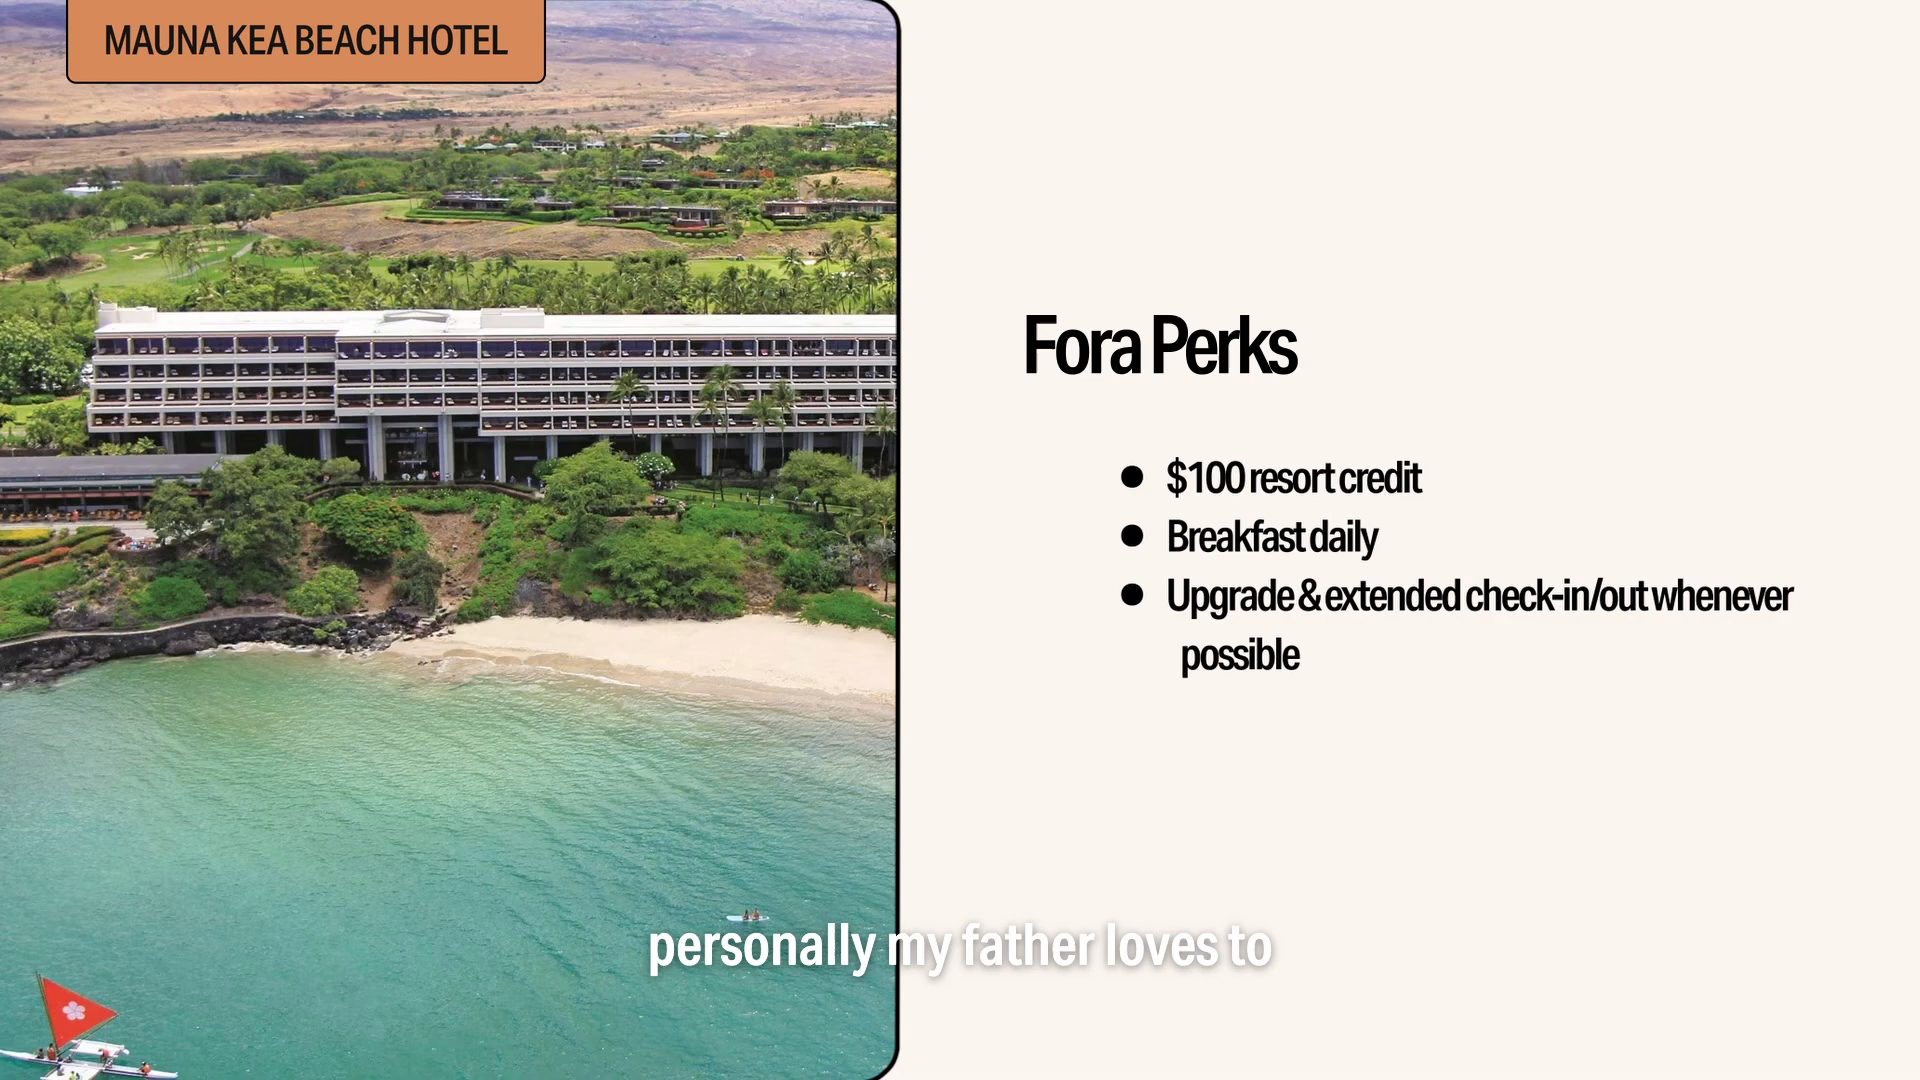 MAUNA KEA BEACH HOTEL
Fora Perks
● $100 resort credit
● Breakfast daily
● Upgrade & extended check-in/out whenever
possible
personally my father loves to